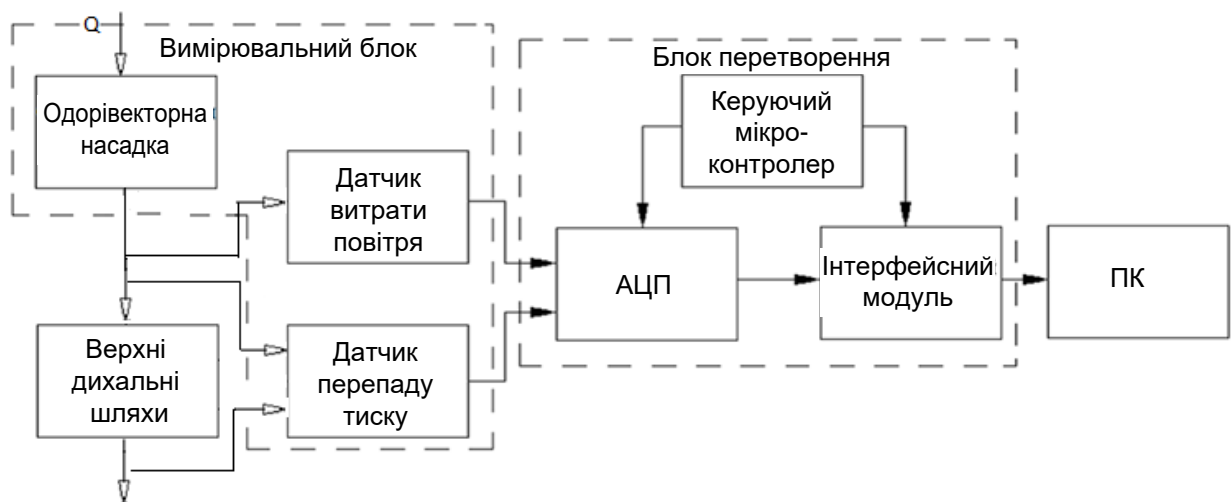 Q
Вимірювальний блок
Одорівекторна
насадка
Датчик
витрати
повітря
Верхні
дихальні
шляхи
Датчик
перепаду
тиску
Блок перетворення
Керуючий
мікро-
контролер
АЦП
Інтерфейсний
модуль
ПК